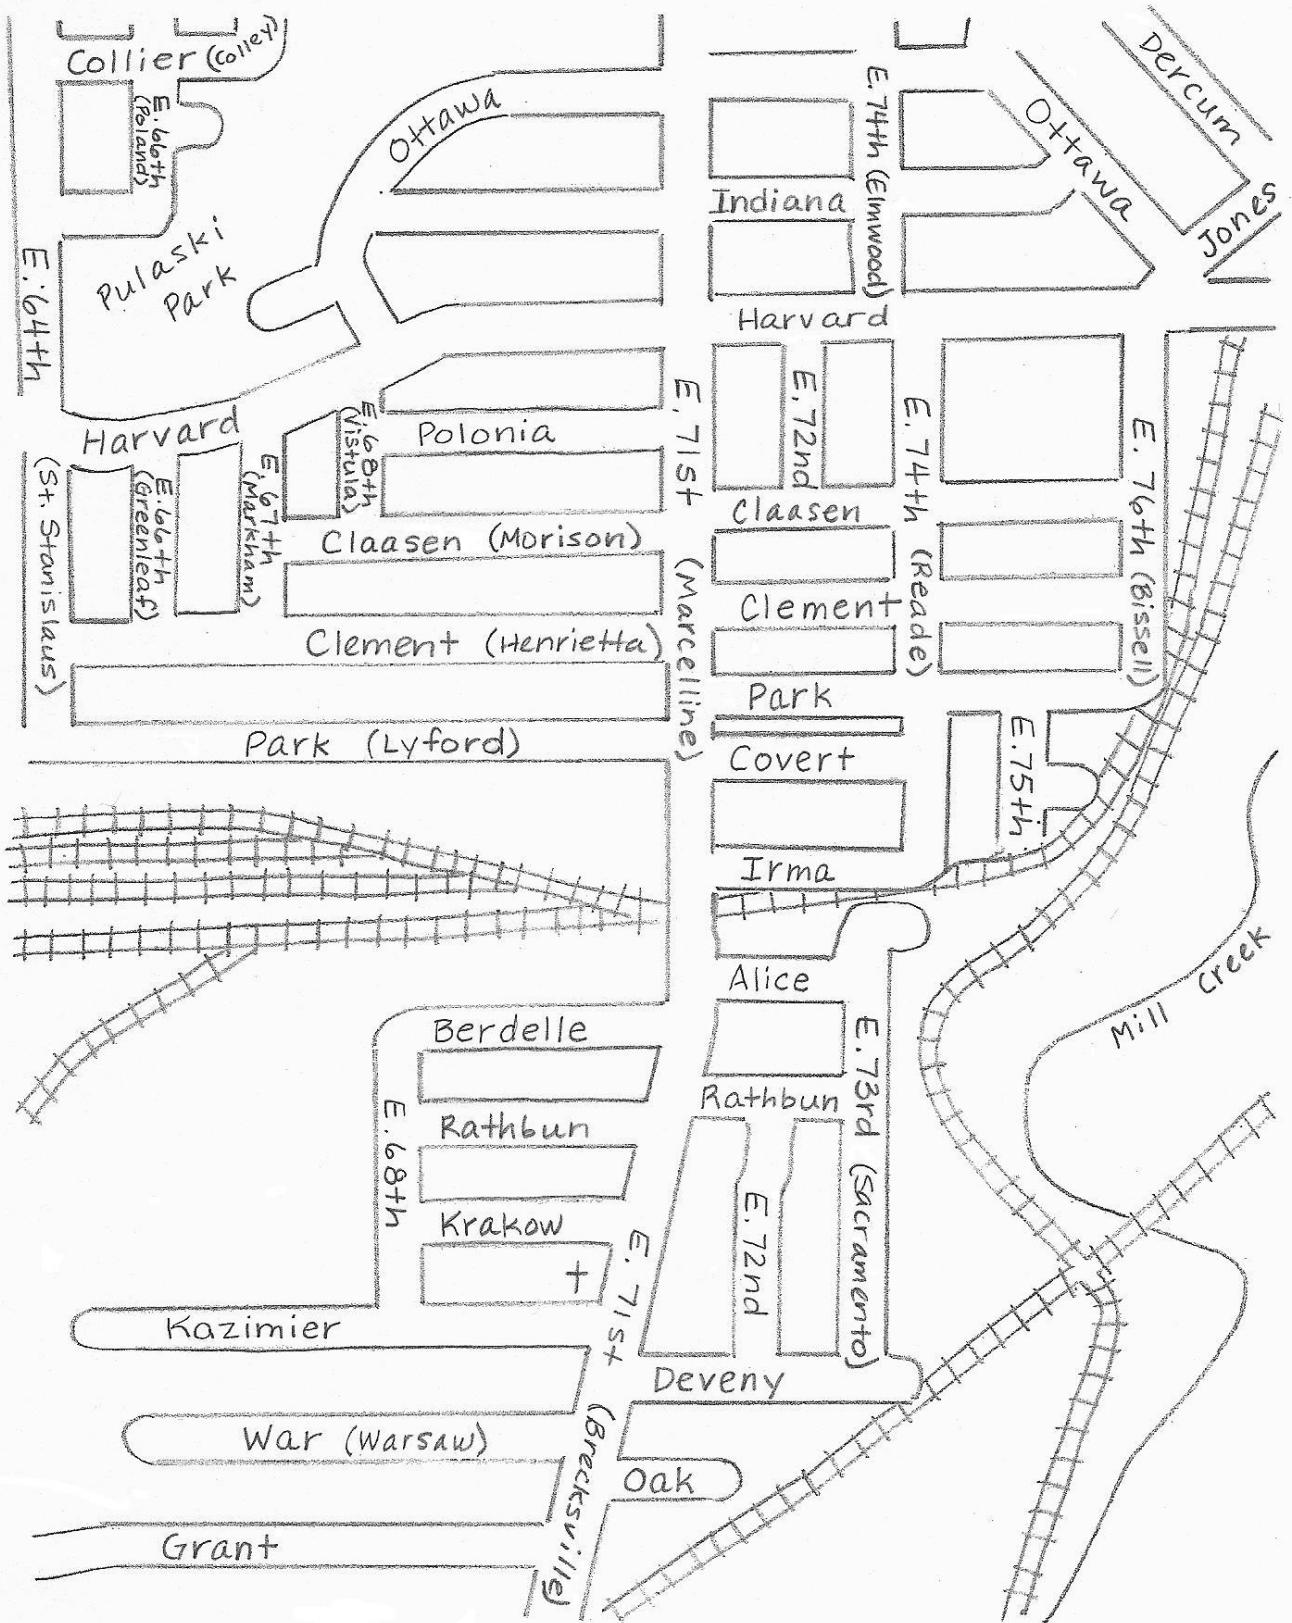 Collier (Colley)
E. 66th
(Poland)
Ottawa
E. 74th (Elmwood)
Dercum
Ottawa
Jones
Indiana
Pulaski
Park
E. 64th
Harvard
Harvard
E. 68th
(Vistula)
Polonia
E. 71st (Marcelline)
E. 72nd
E. 74th (Reade)
E. 76th (Bissell)
(St. Stanislaus)
E. 66th
(Greenleaf)
E. 67th
(Markham)
Claasen (Morison)
Claasen
Clement (Henrietta)
Clement
Park (Lyford)
Park
Covert
E. 75th
Irma
Mill Creek
Alice
Berdelle
E. 68th
Rathbun
Rathbun
E. 73rd (Sacramento)
Krakow
E. 72nd
E. 71st (Brecksville)
Kazimier
Deveny
War (Warsaw)
Oak
Grant